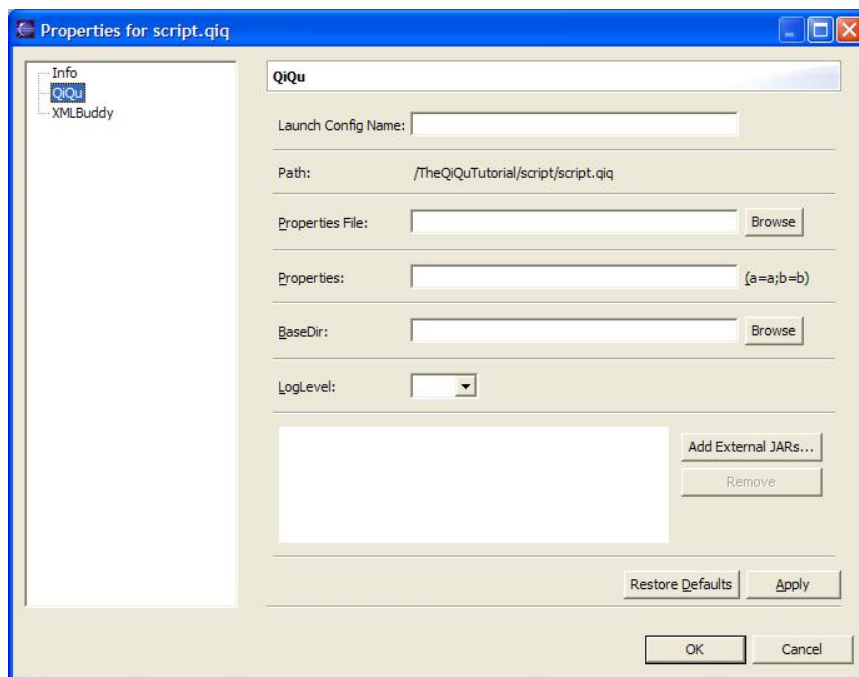 Properties for script.qiq
Info
QiQu
XMLBuddy
QiQu
Launch Config Name:
Path: /TheQiQuTutorial/script/script.qiq
Properties File: Browse
Properties: (a=a;b=b)
BaseDir: Browse
LogLevel:
Add External JARs...
Remove
Restore Defaults Apply
OK Cancel